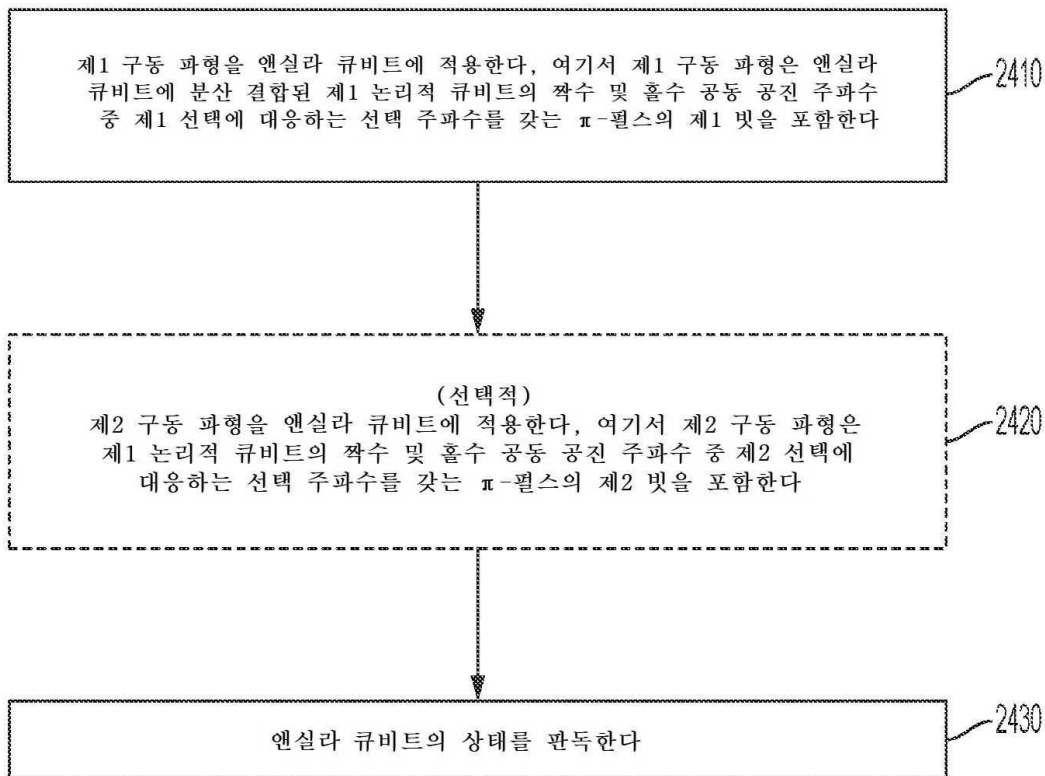 제1 구동 파형을 앤실라 큐비트에 적용한다, 여기서 제1 구동 파형은 앤실라
큐비트에 분산 결합된 제1 논리적 큐비트의 짝수 및 홀수 공동 공진 주파수
중 제1 선택에 대응하는 선택 주파수를 갖는 π-펄스의 제1 빗을 포함한다
2410
(선택적)
제2 구동 파형을 앤실라 큐비트에 적용한다, 여기서 제2 구동 파형은
제1 논리적 큐비트의 짝수 및 홀수 공동 공진 주파수 중 제2 선택에
대응하는 선택 주파수를 갖는 π-펄스의 제2 빗을 포함한다
2420
앤실라 큐비트의 상태를 판독한다
2430